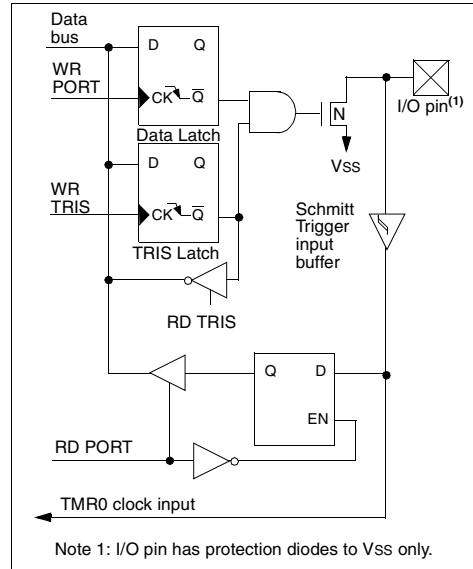 Data
bus
D Q
WR
PORT
CK Q
N
I/O pin(1)
Data Latch
VSS
D Q
WR
TRIS
CK Q
Schmitt
Trigger
input
buffer
TRIS Latch
RD TRIS
Q D
EN
RD PORT
TMR0 clock input
Note 1: I/O pin has protection diodes to VSS only.